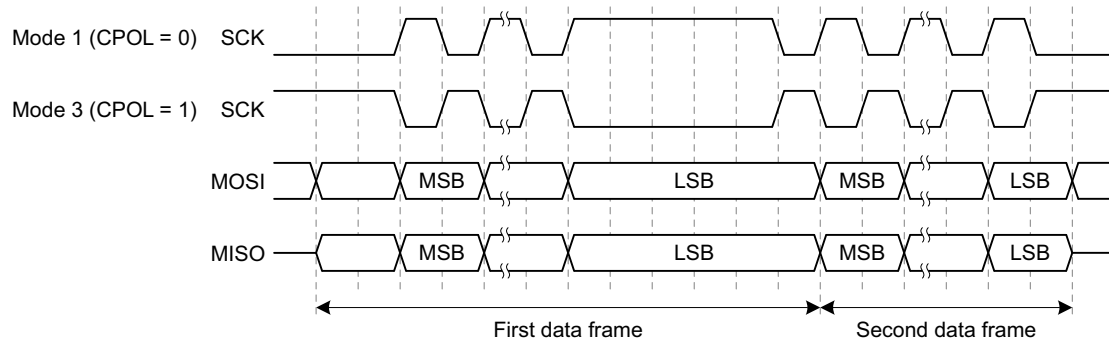 Mode 1 (CPOL = 0) SCK
Mode 3 (CPOL = 1) SCK
MOSI MSB LSB MSB LSB
MISO MSB LSB MSB LSB
First data frame Second data frame